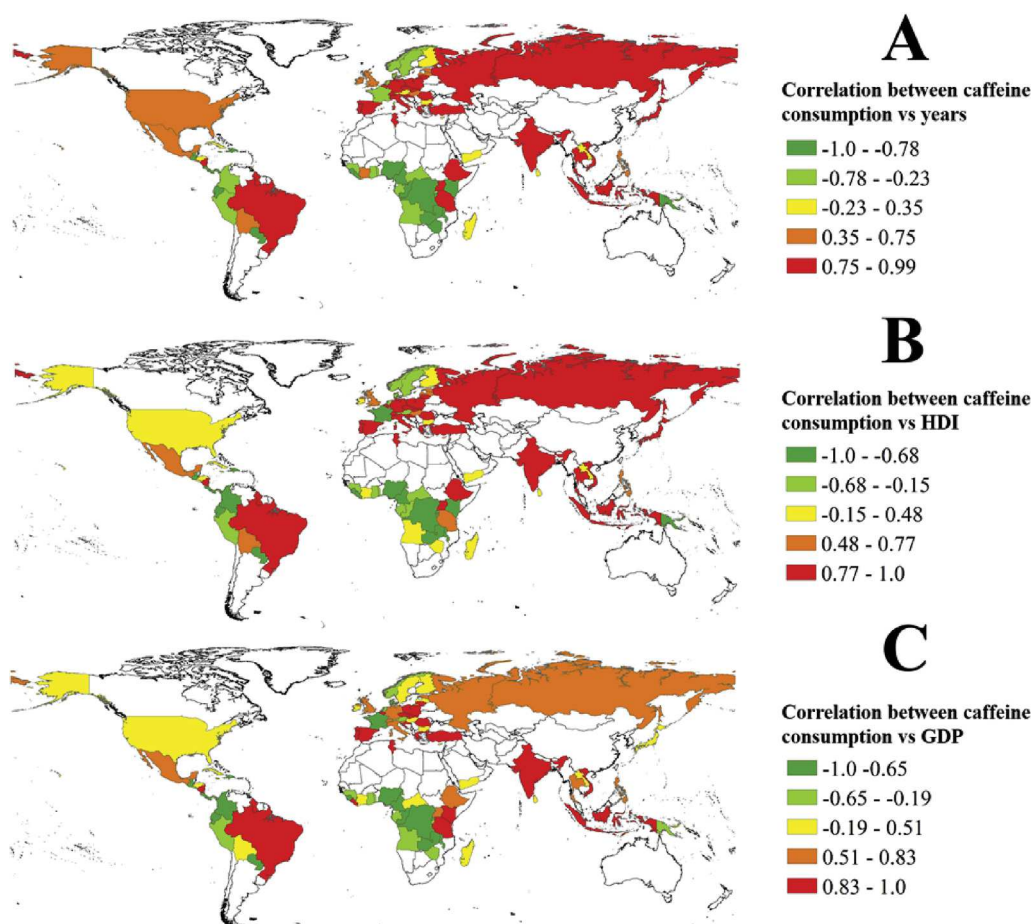 A
Correlation between caffeine
consumption vs years
-1.0 - -0.78
-0.78 - -0.23
-0.23 - 0.35
0.35 - 0.75
0.75 - 0.99
B
Correlation between caffeine
consumption vs HDI
-1.0 - -0.68
-0.68 - -0.15
-0.15 - 0.48
0.48 - 0.77
0.77 - 1.0
C
Correlation between caffeine
consumption vs GDP
-1.0 -0.65
-0.65 - -0.19
-0.19 - 0.51
0.51 - 0.83
0.83 - 1.0